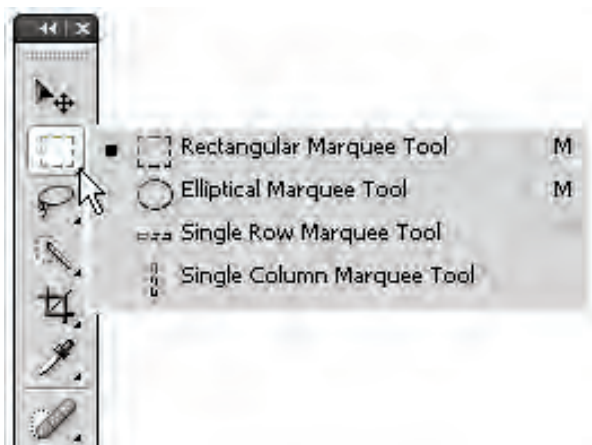 Rectangular Marquee Tool M
Elliptical Marquee Tool M
Single Row Marquee Tool
Single Column Marquee Tool